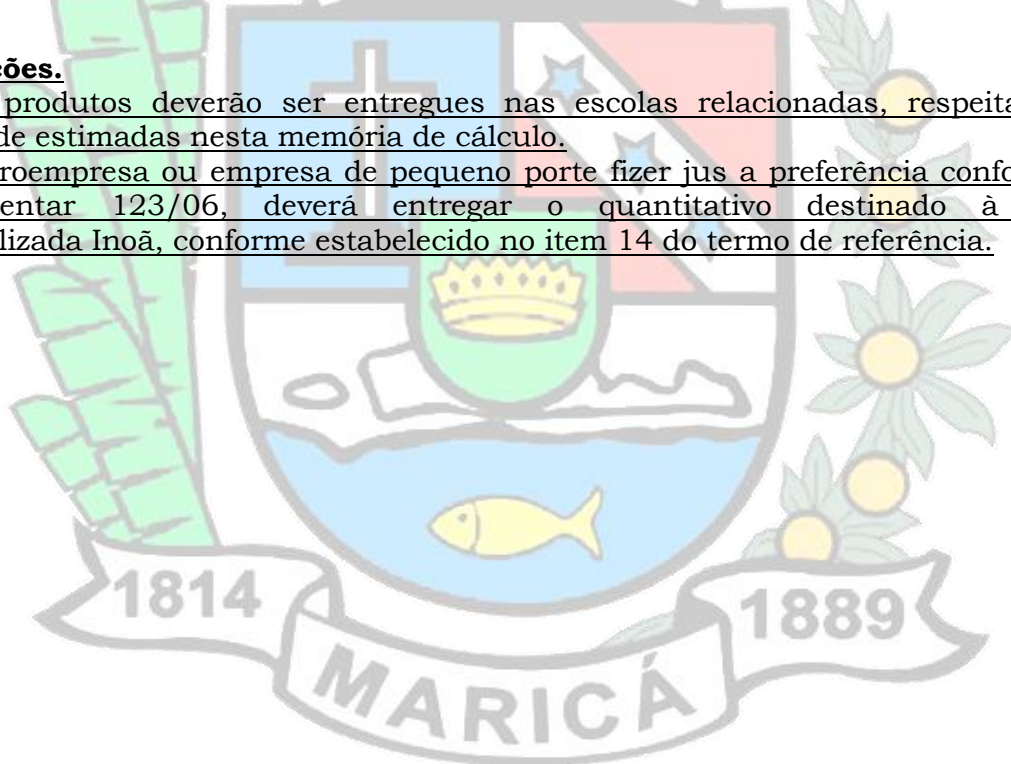 ções.
produtos deverão ser entregues nas escolas relacionadas, respeita
de estimadas nesta memória de cálculo.
roempresa ou empresa de pequeno porte fizer jus a preferência confo
entar 123/06, deverá entregar o quantitativo destinado à
lizada Inoã, conforme estabelecido no item 14 do termo de referência.
1814
1889
MARICÁ